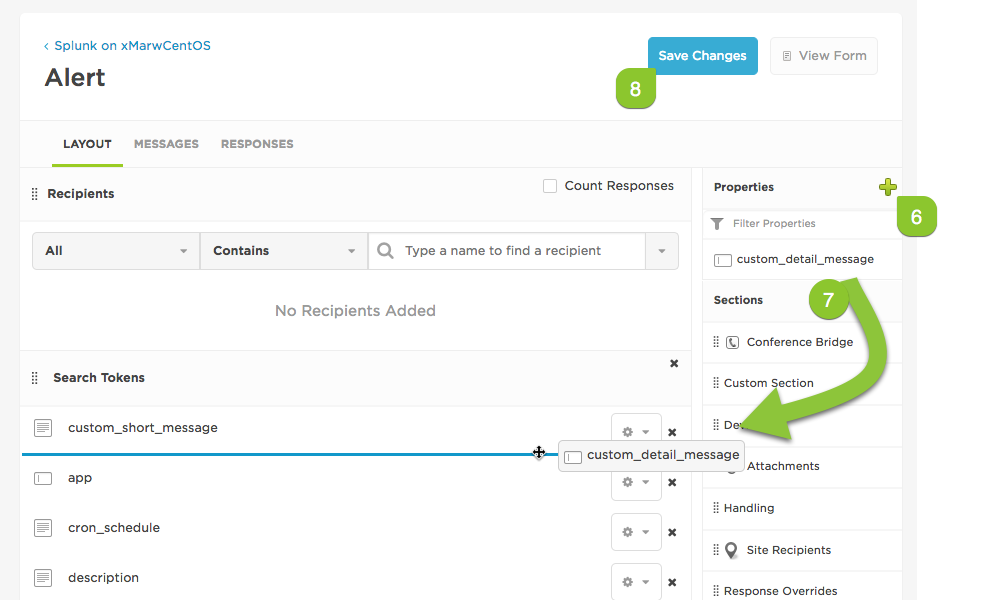 ‹ Splunk on xMarwCentOS
Alert
Save Changes
View Form
8
LAYOUT MESSAGES RESPONSES
Recipients
Count Responses
All
Contains
Type a name to find a recipient
No Recipients Added
Search Tokens
custom_short_message
custom_detail_message
app
cron_schedule
description
Properties
6
Filter Properties
custom_detail_message
Sections
7
Conference Bridge
Custom Section
Attachments
Handling
Site Recipients
Response Overrides